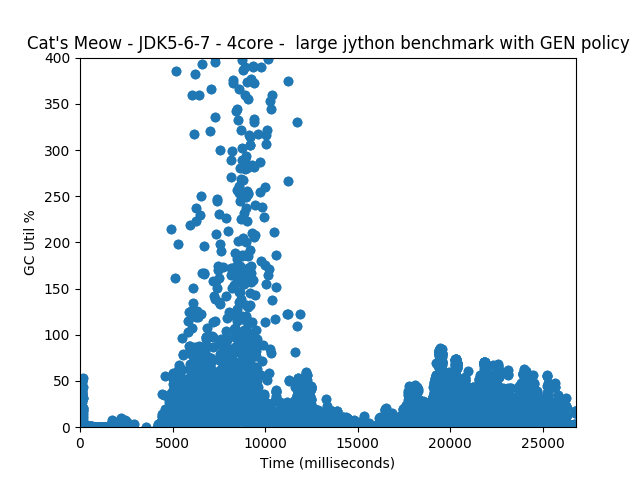 Cat's Meow - JDK5-6-7 - 4core -  large jython benchmark with GEN policy
400
350
300
250
200
150
100
50
0
GC Util %
0 5000 10000 15000 20000 25000
Time (milliseconds)